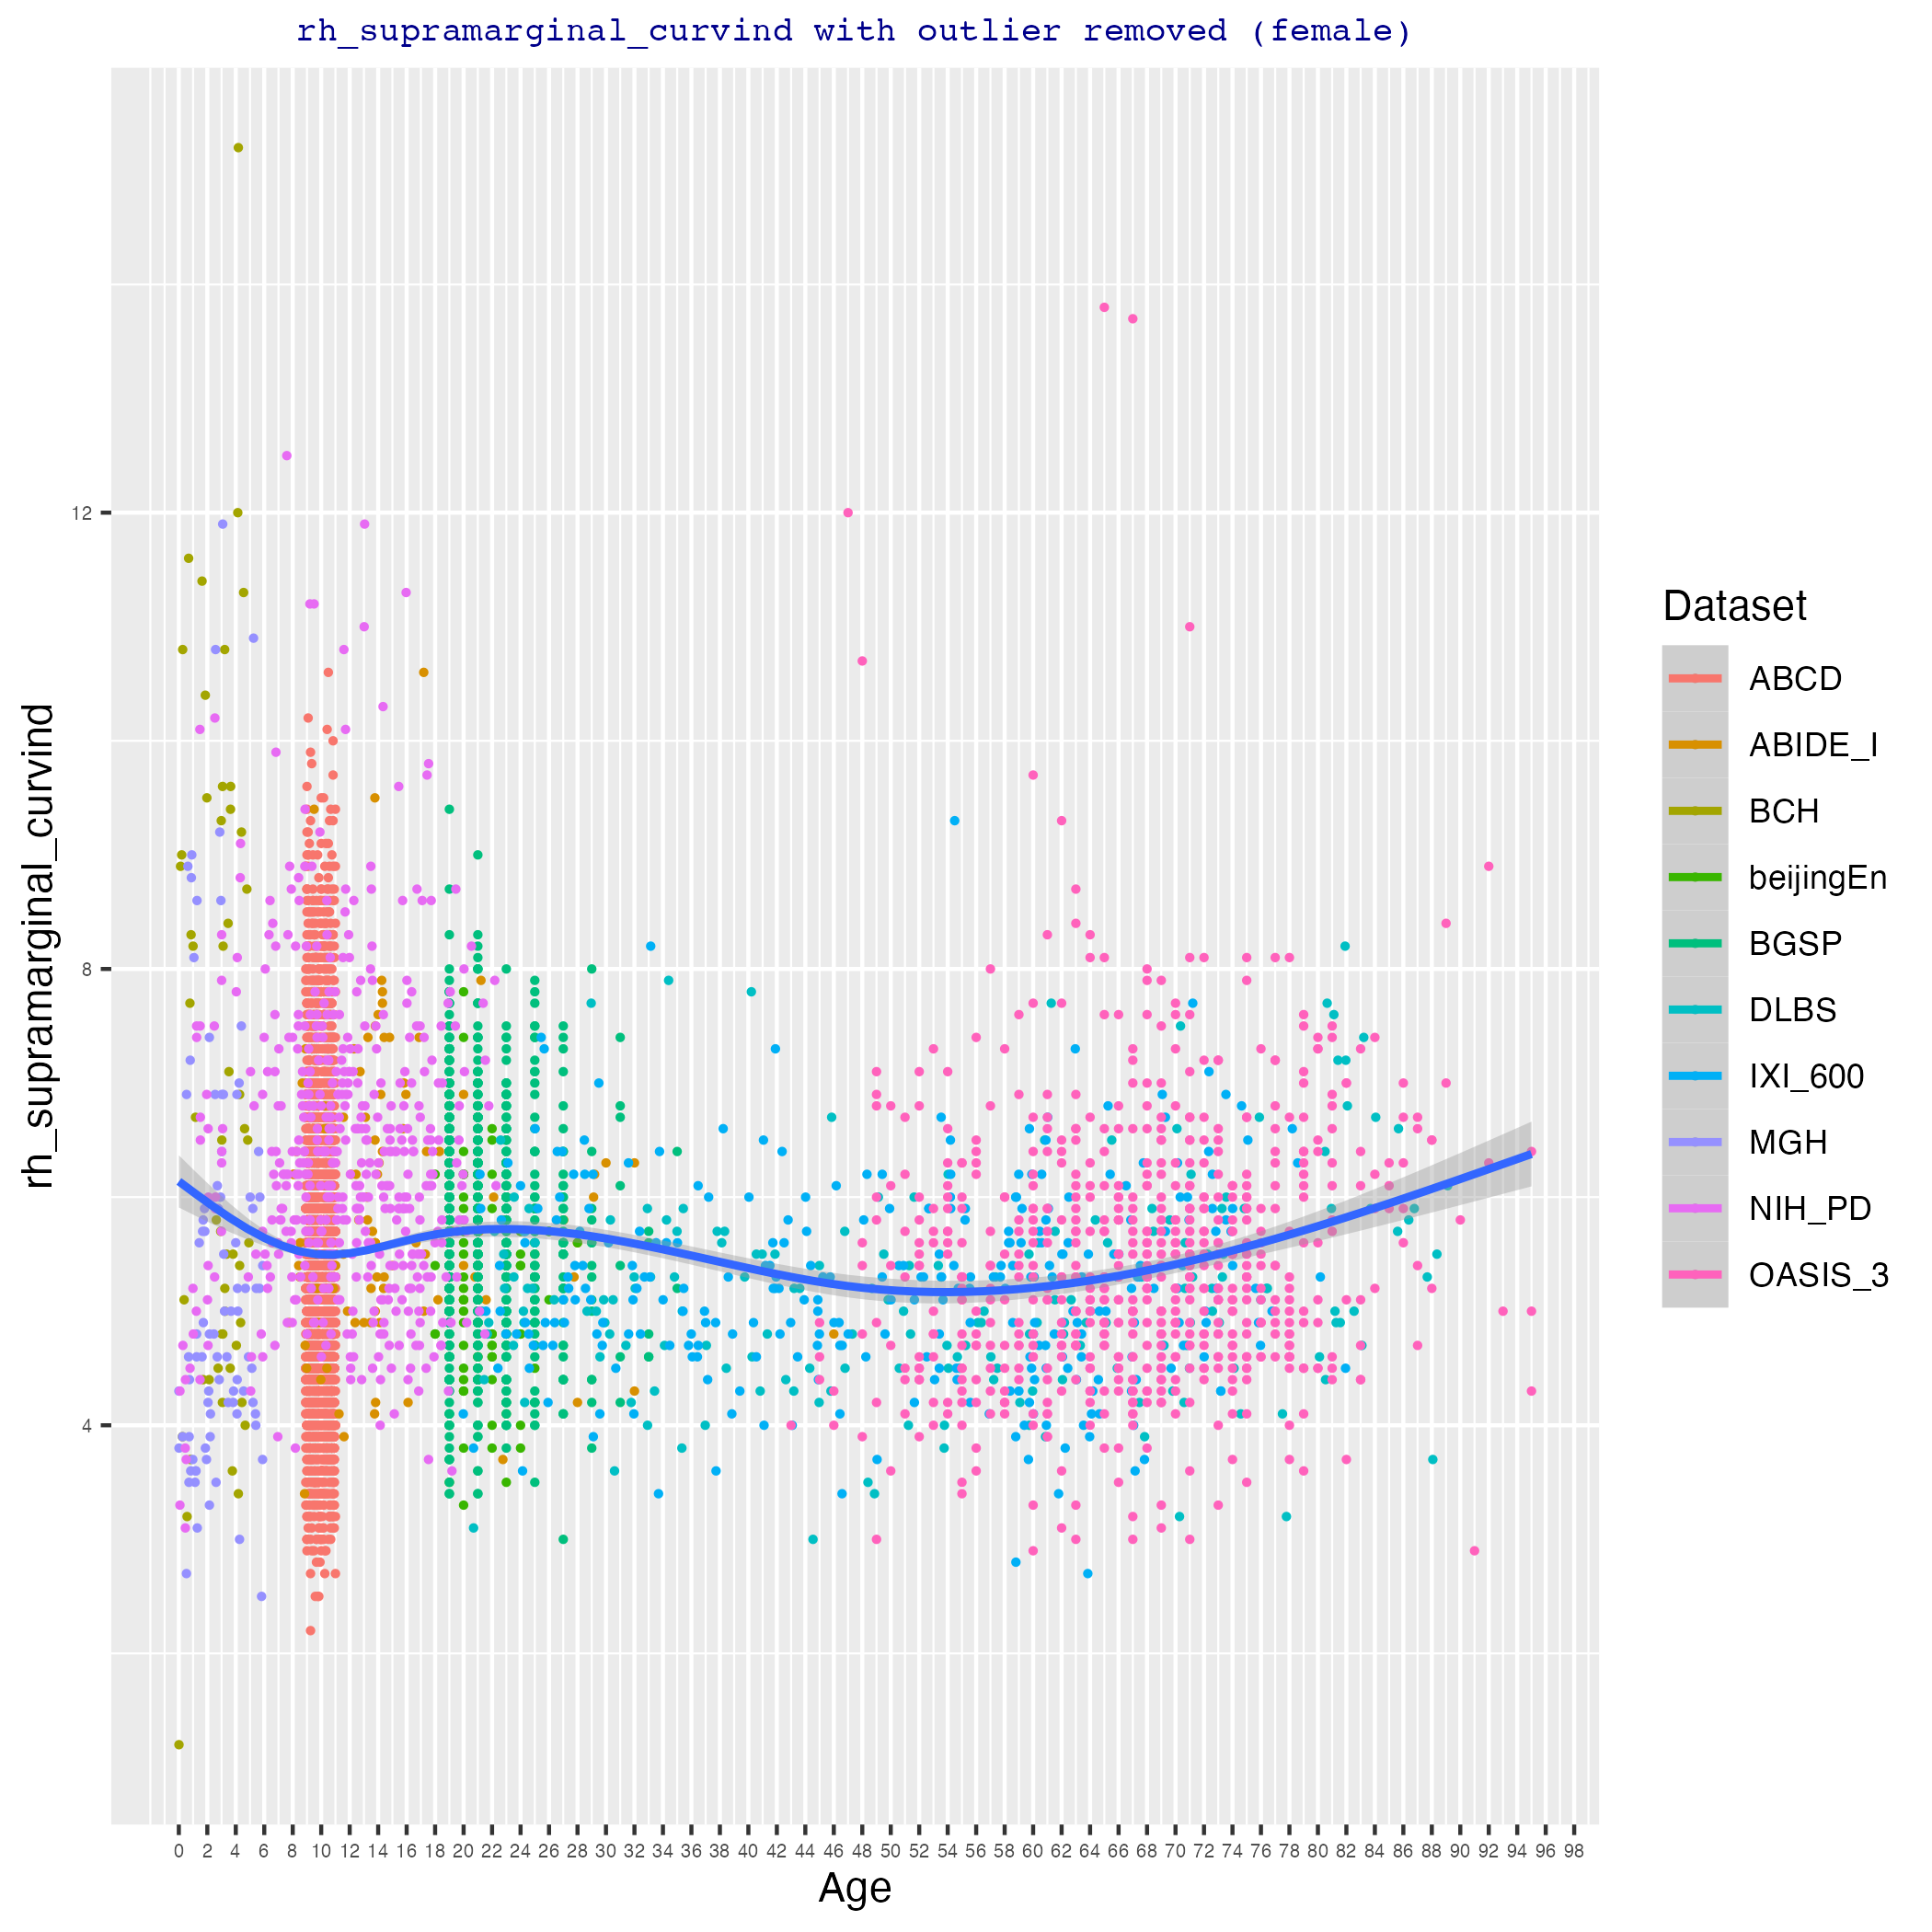 rh_supramarginal_curvind with outlier removed (female)
rh_supramarginal_curvind
12
8
4
0 2 4 6 8 10 12 14 16 18 20 22 24 26 28 30 32 34 36 38 40 42 44 46 48 50 52 54 56 58 60 62 64 66 68 70 72 74 76 78 80 82 84 86 88 90 92 94 96 98
Age
Dataset
ABCD
ABIDE_I
BCH
beijingEn
BGSP
DLBS
IXI_600
MGH
NIH_PD
OASIS_3